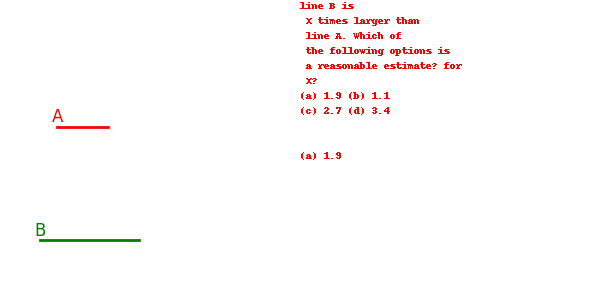 line B is
X times larger than
line A. Which of
the following options is
a reasonable estimate? for
X?
(a) 1.9 (b) 1.1
(c) 2.7 (d) 3.4
(a) 1.9
A
B